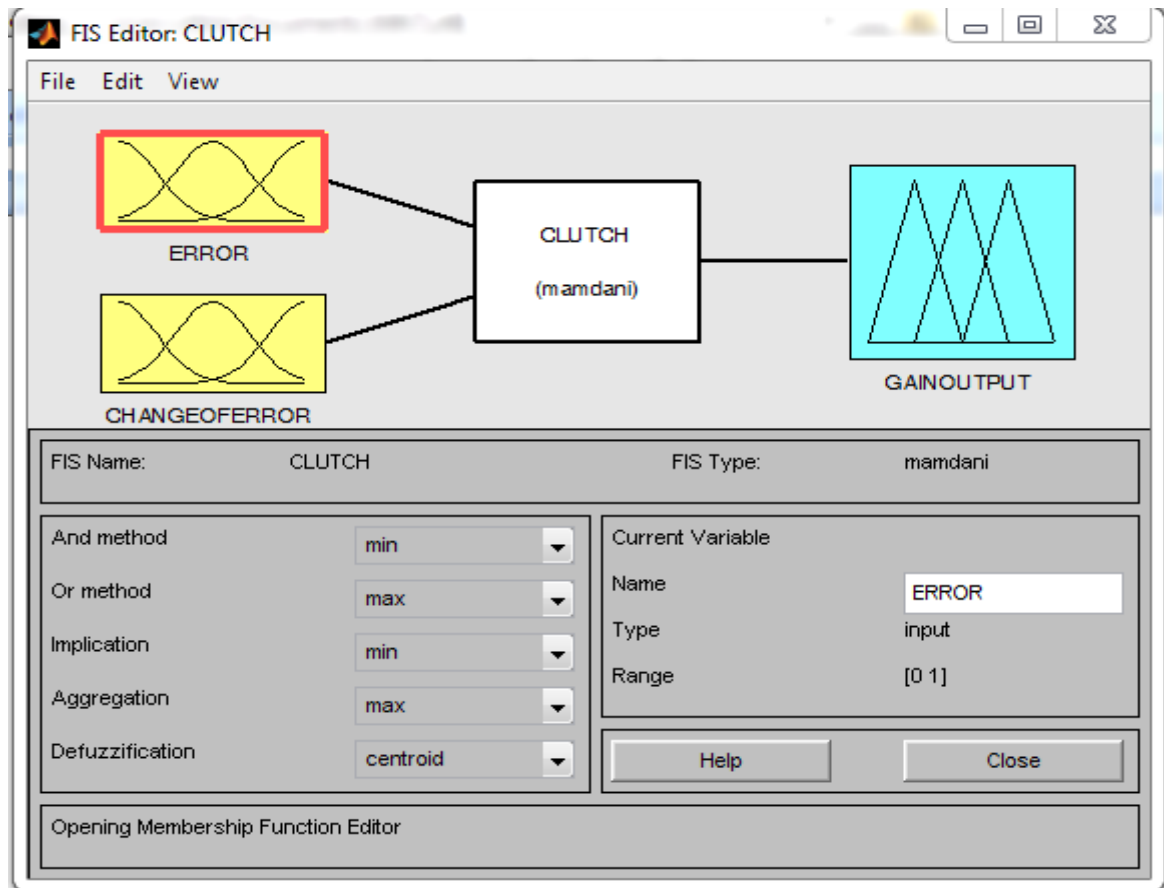 FIS Editor: CLUTCH
File Edit View
ERROR
CHANGEOFERROR
CLUTCH
(mamdani)
GAINOUTPUT
FIS Name: CLUTCH FIS Type: mamdani
And method min
Or method max
Implication min
Aggregation max
Defuzzification centroid
Current Variable
Name ERROR
Type input
Range [0 1]
Help Close
Opening Membership Function Editor